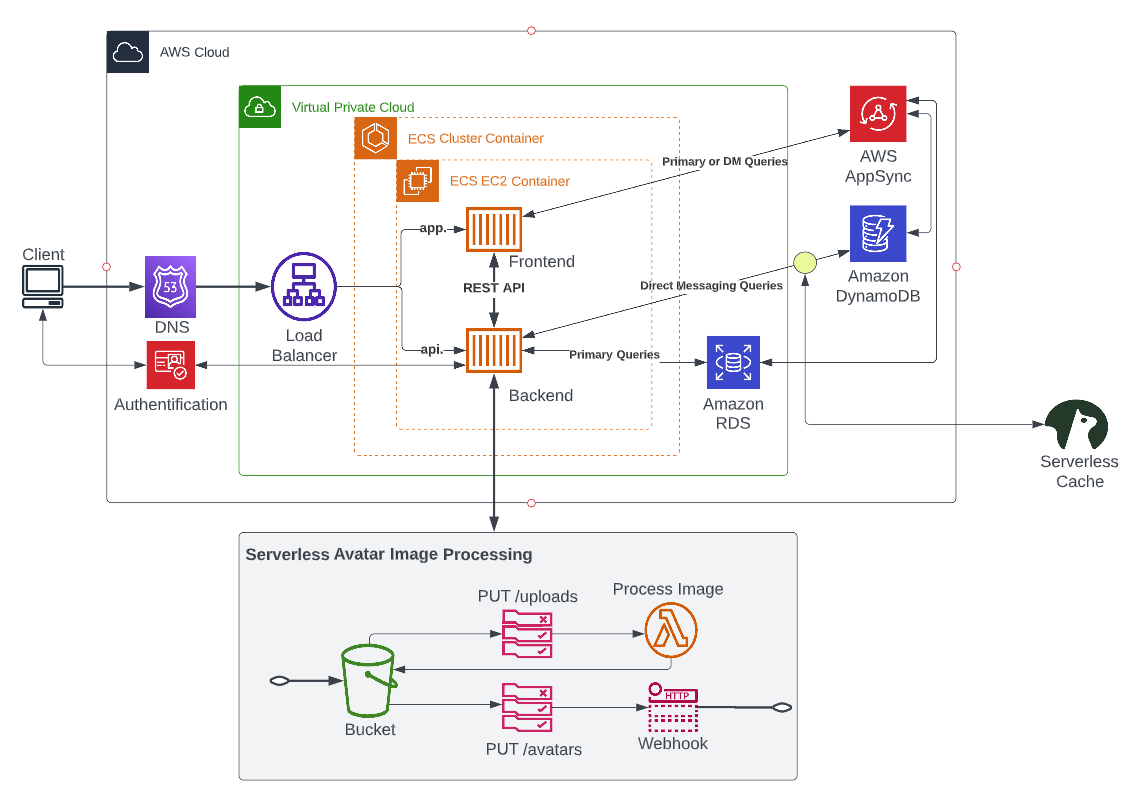 AWS Cloud
Virtual Private Cloud
ECS Cluster Container
ECS EC2 Container
Primary or DM Queries
AWS
AppSync
app.
Frontend
Client
53
DNS
Load
Balancer
REST API
Direct Messaging Queries
Amazon
DynamoDB
api.
Primary Queries
Backend
Authentification
Amazon
RDS
Serverless
Cache
Serverless Avatar Image Processing
PUT /uploads
Process Image
Bucket
HTTP
PUT /avatars
Webhook